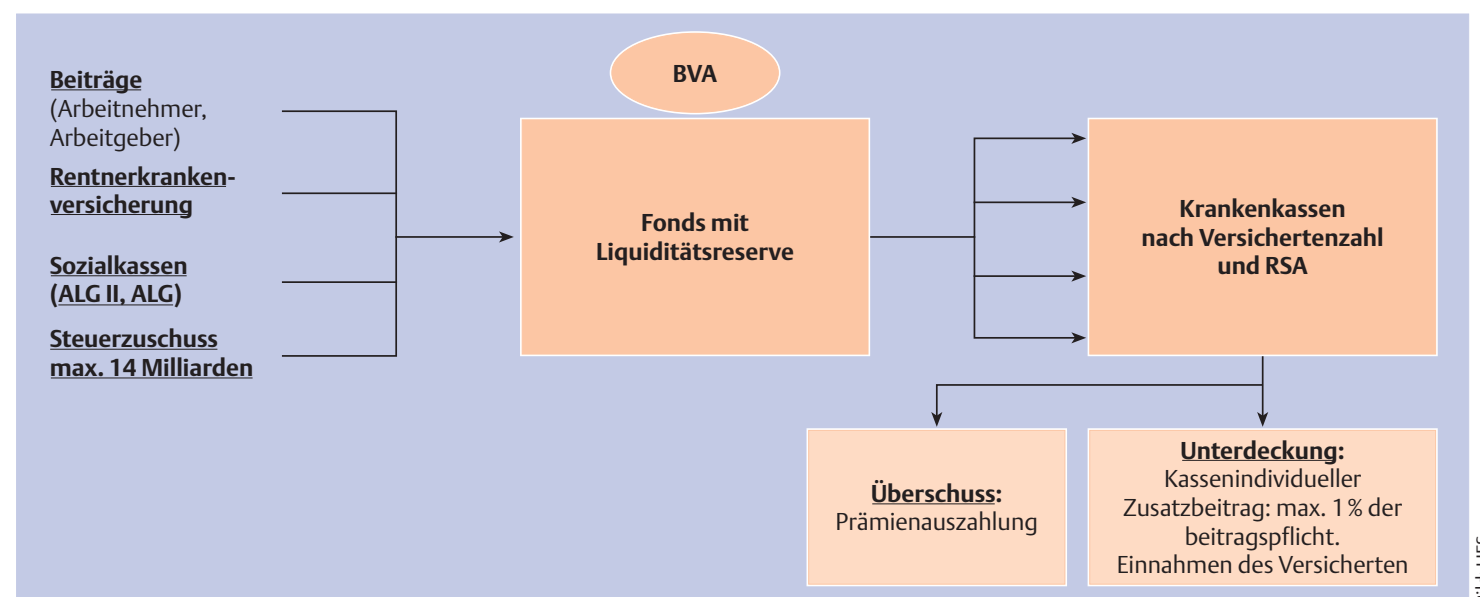 Beiträge
(Arbeitnehmer,
Arbeitgeber)
Rentnerkranken-
versicherung
Sozialkassen
(ALG II, ALG)
Steuerzuschuss
max. 14 Milliarden
BVA
Fonds mit
Liquiditätsreserve
Krankenkassen
nach Versichertenzahl
und RSA
Überschuss:
Prämienauszahlung
Unterdeckung:
Kassenindividueller
Zusatzbeitrag: max. 1 % der
beitragspflicht.
Einnahmen des Versicherten